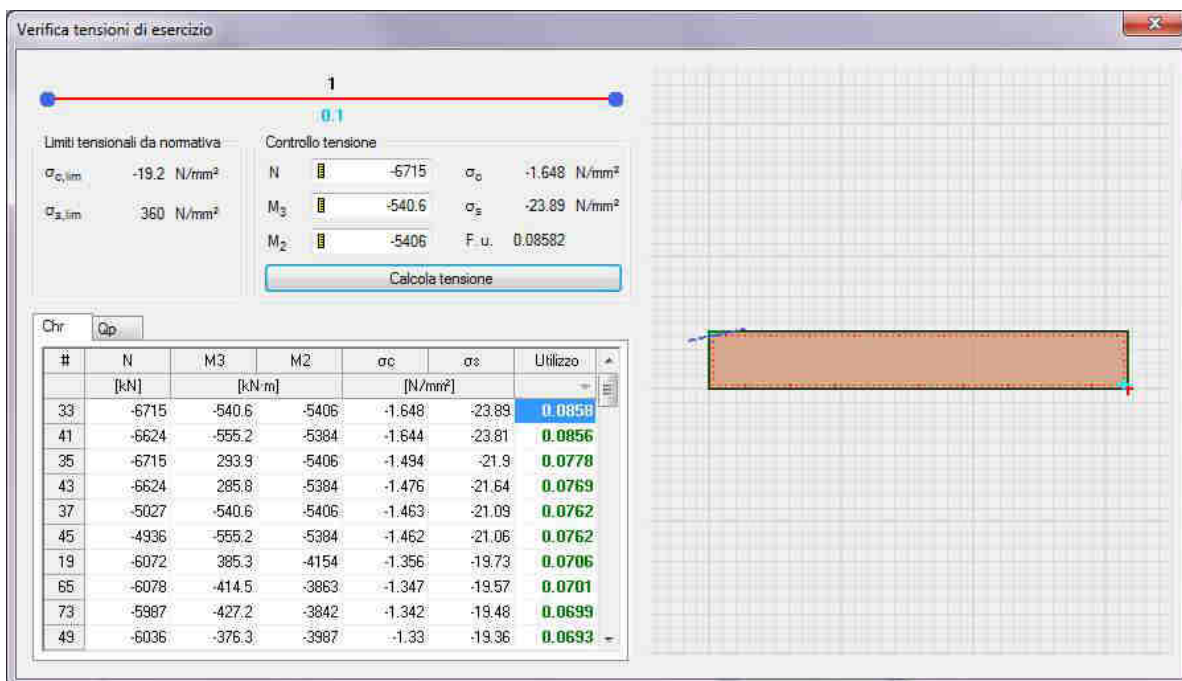 Verifica tensioni di esercizio
1
0.1
Limiti tensionali da normativa
σc,lim -19.2 N/mm²
σs,lim 360 N/mm²
Controllo tensione
N -6715 σc -1.648 N/mm²
M3 -540.6 σs -23.89 N/mm²
M2 -5406 F. u. 0.08582
Calcola tensione
Chr Qp
# N M3 M2 σc σs Utilizzo
[kN] [kN·m] [N/mm²]
33 -6715 -540.6 -5406 -1.648 -23.89 0.0858
41 -6624 -555.2 -5384 -1.644 -23.81 0.0856
35 -6715 293.9 -5406 -1.494 -21.9 0.0778
43 -6624 285.8 -5384 -1.476 -21.64 0.0769
37 -5027 -540.6 -5406 -1.463 -21.09 0.0762
45 -4936 -555.2 -5384 -1.462 -21.06 0.0762
19 -6072 385.3 -4154 -1.356 -19.73 0.0706
65 -6078 -414.5 -3863 -1.347 -19.57 0.0701
73 -5987 -427.2 -3842 -1.342 -19.48 0.0699
49 -6036 -376.3 -3987 -1.33 -19.36 0.0693